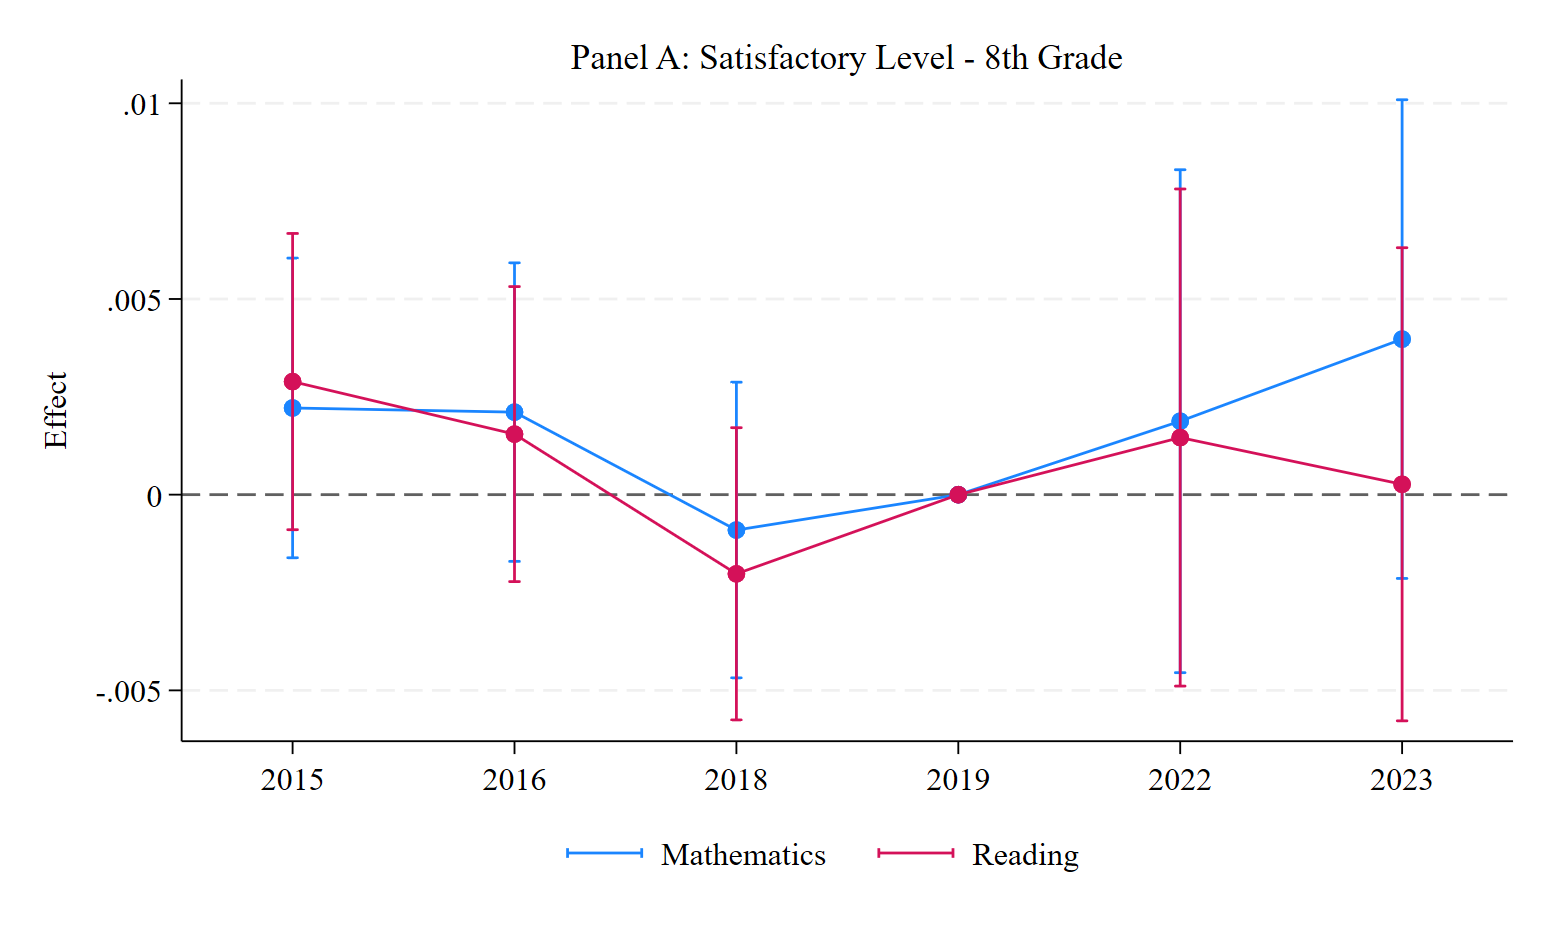 Panel A: Satisfactory Level - 8th Grade
.01
.005
0
-.005
Effect
2015 2016 2018 2019 2022 2023
Mathematics Reading